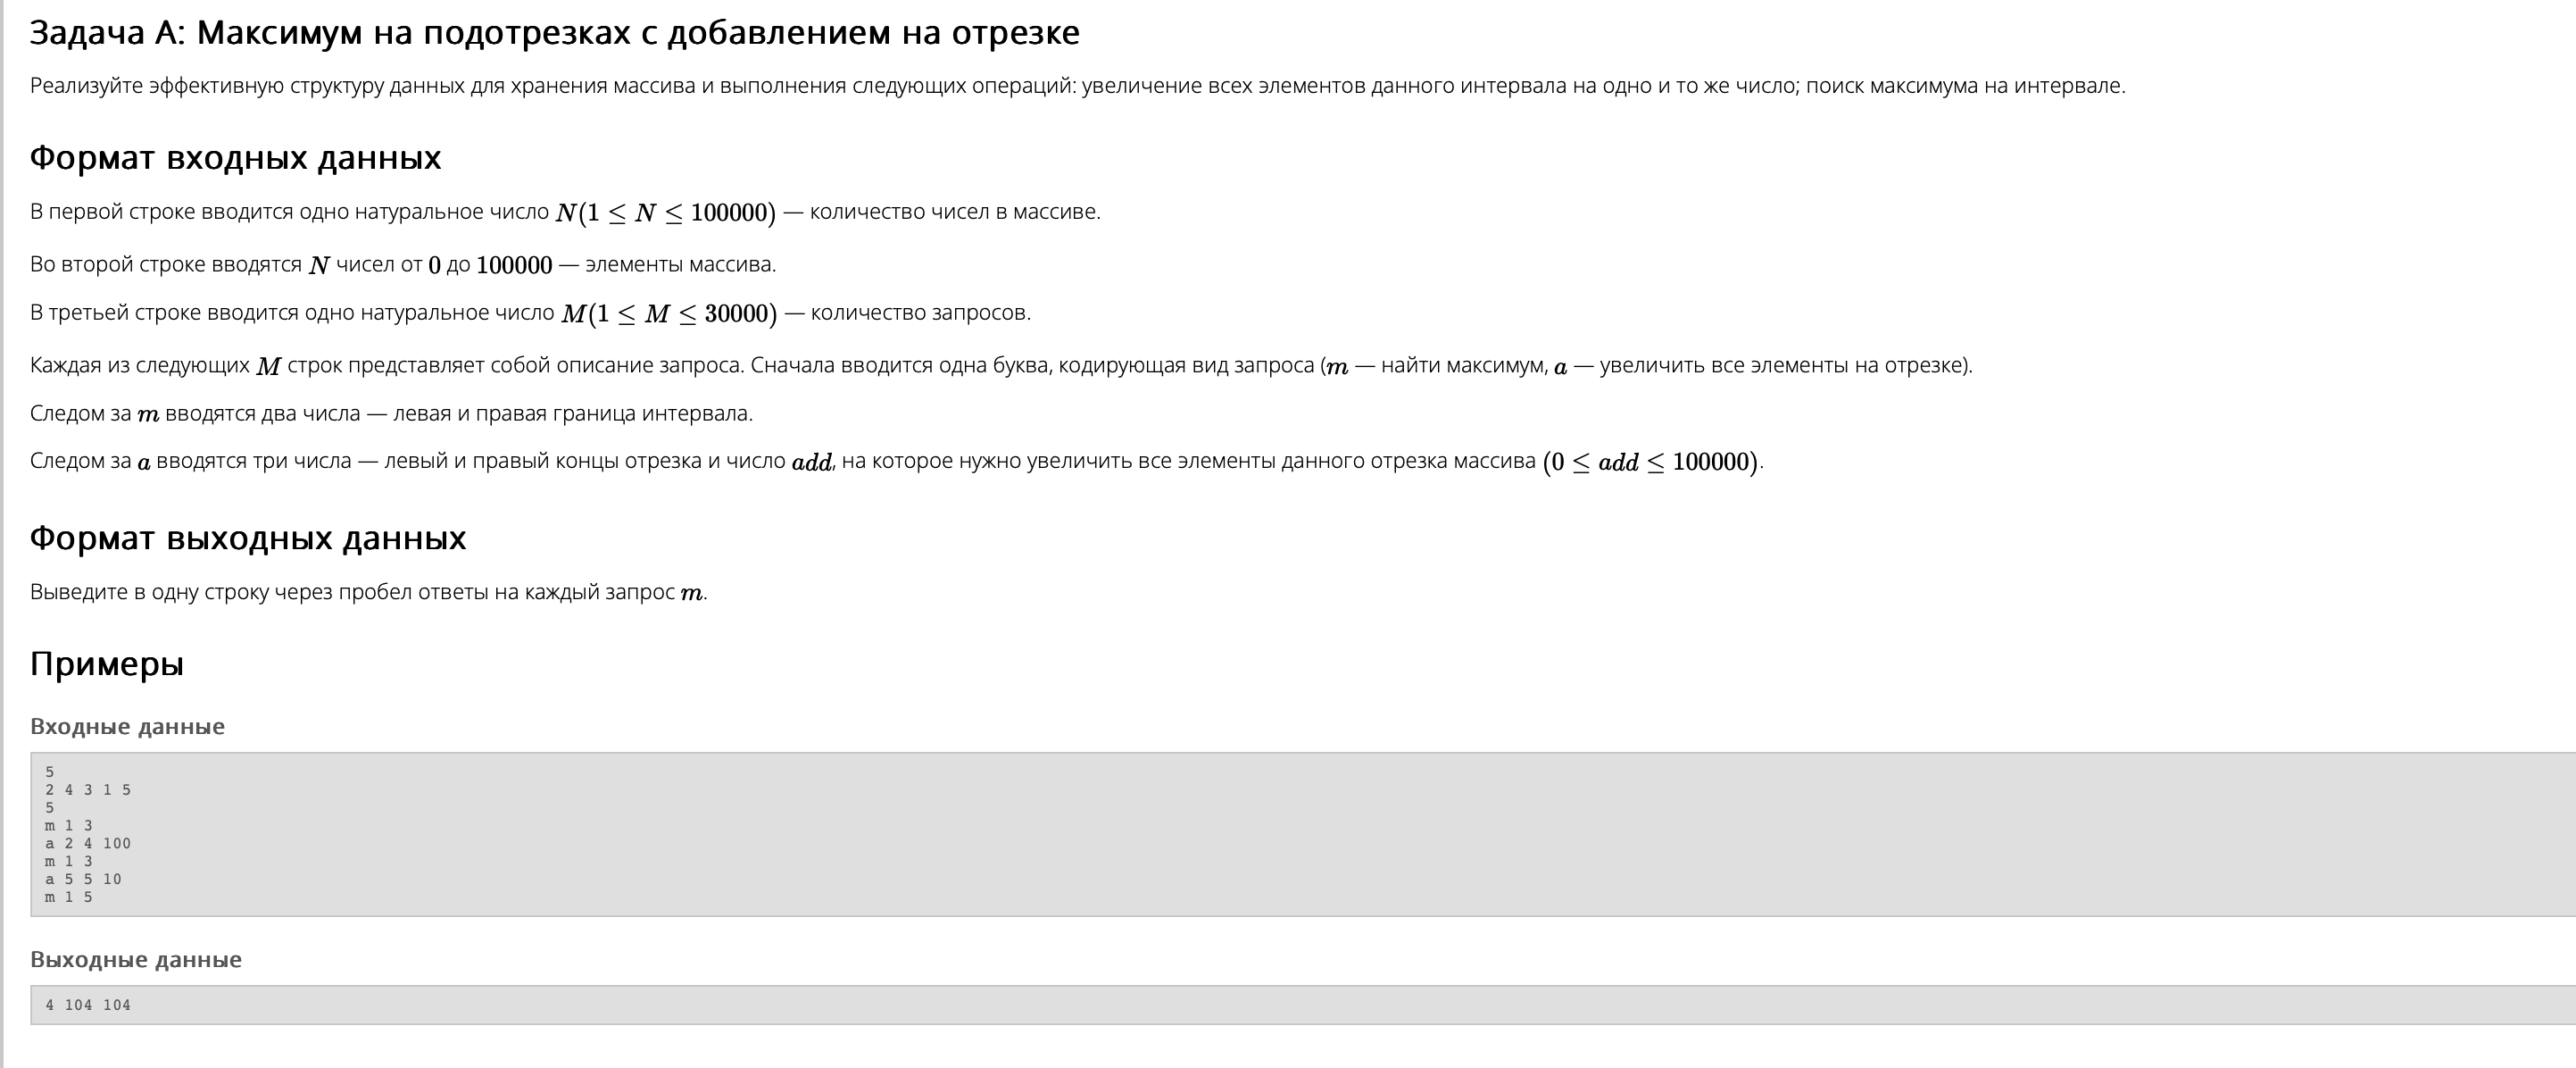 Задача A: Максимум на подотрезках с добавлением на отрезке
Реализуйте эффективную структуру данных для хранения массива и выполнения следующих операций: увеличение всех элементов данного интервала на одно и то же число; поиск максимума на интервале.
Формат входных данных
В первой строке вводится одно натуральное число N(1 ≤ N ≤ 100000) — количество чисел в массиве.
Во второй строке вводятся N чисел от 0 до 100000 — элементы массива.
В третьей строке вводится одно натуральное число M(1 ≤ M ≤ 30000) — количество запросов.
Каждая из следующих M строк представляет собой описание запроса. Сначала вводится одна буква, кодирующая вид запроса (m — найти максимум, a — увеличить все элементы на отрезке).
Следом за m вводятся два числа — левая и правая граница интервала.
Следом за a вводятся три числа — левый и правый концы отрезка и число add, на которое нужно увеличить все элементы данного отрезка массива (0 ≤ add ≤ 100000).
Формат выходных данных
Выведите в одну строку через пробел ответы на каждый запрос m.
Примеры
Входные данные
5
2 4 3 1 5
5
m 1 3
a 2 4 100
m 1 3
a 5 5 10
m 1 5
Выходные данные
4 104 104